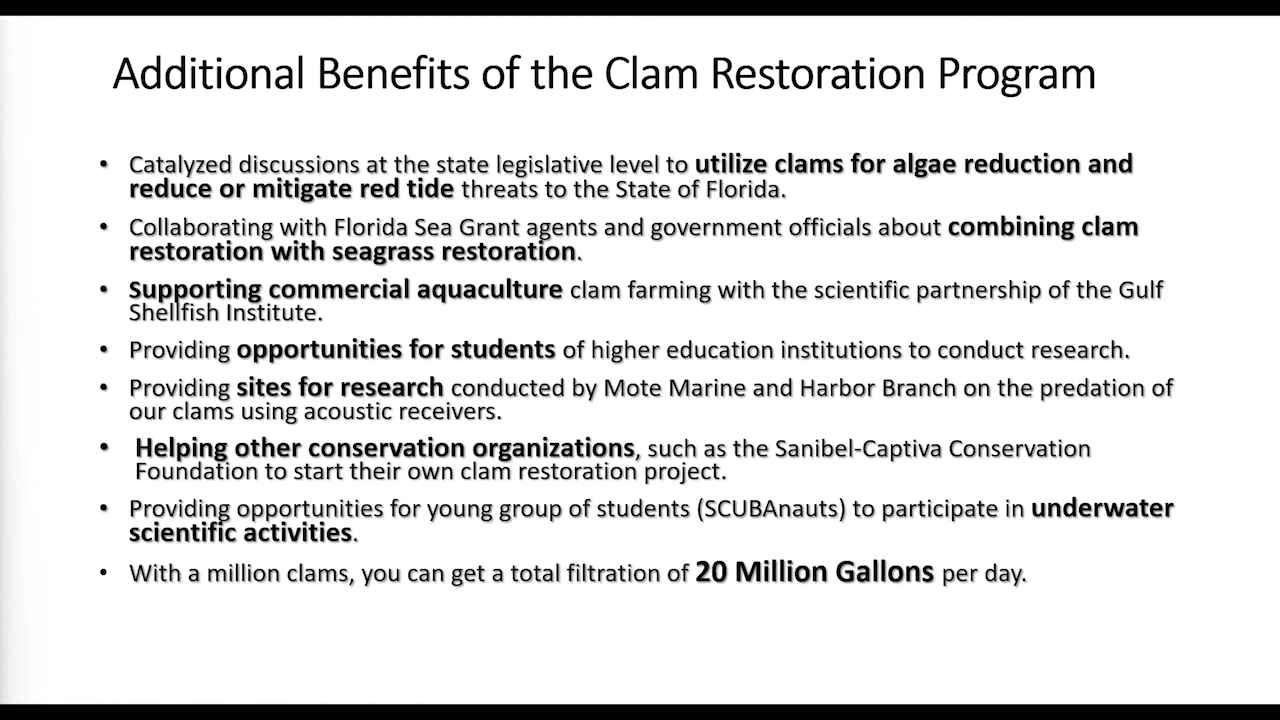 Additional Benefits of the Clam Restoration Program
• Catalyzed discussions at the state legislative level to utilize clams for algae reduction and
reduce or mitigate red tide threats to the State of Florida.
• Collaborating with Florida Sea Grant agents and government officials about combining clam
restoration with seagrass restoration.
• Supporting commercial aquaculture clam farming with the scientific partnership of the Gulf
Shellfish Institute.
• Providing opportunities for students of higher education institutions to conduct research.
• Providing sites for research conducted by Mote Marine and Harbor Branch on the predation of
our clams using acoustic receivers.
• Helping other conservation organizations, such as the Sanibel-Captiva Conservation
Foundation to start their own clam restoration project.
• Providing opportunities for young group of students (SCUBAnauts) to participate in underwater
scientific activities.
• With a million clams, you can get a total filtration of 20 Million Gallons per day.